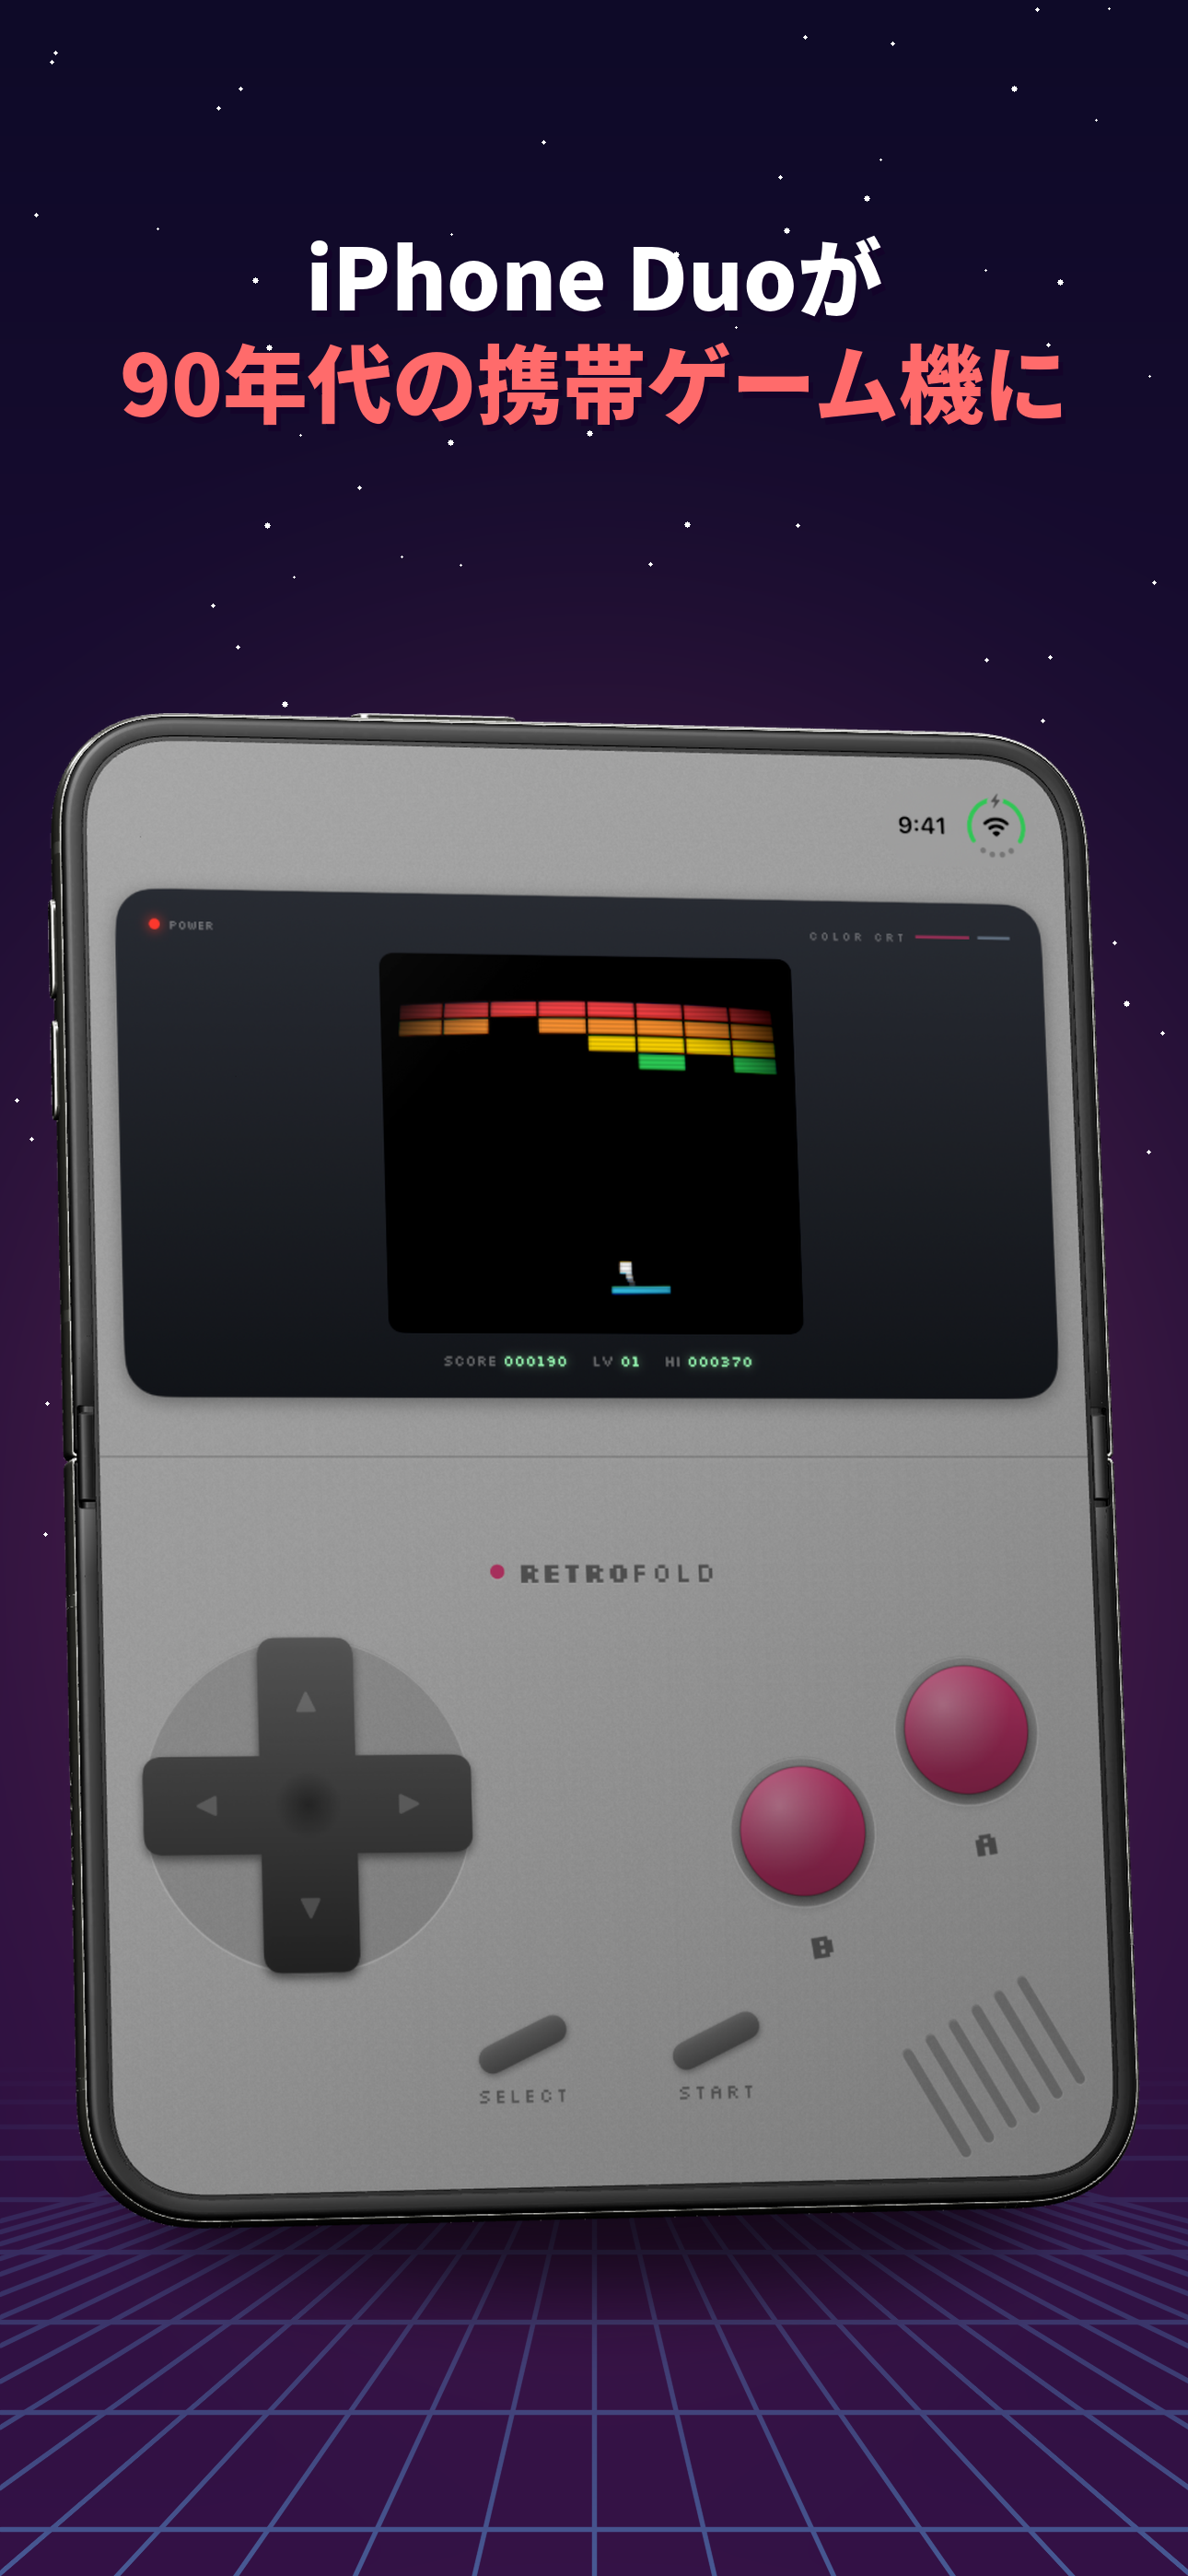 iPhone Duoが
90年代の携帯ゲーム機に
9:41
POWER
COLOR CRT
SCORE 000190 LV 01 HI 000370
RETROFOLD
A
B
SELECT
START